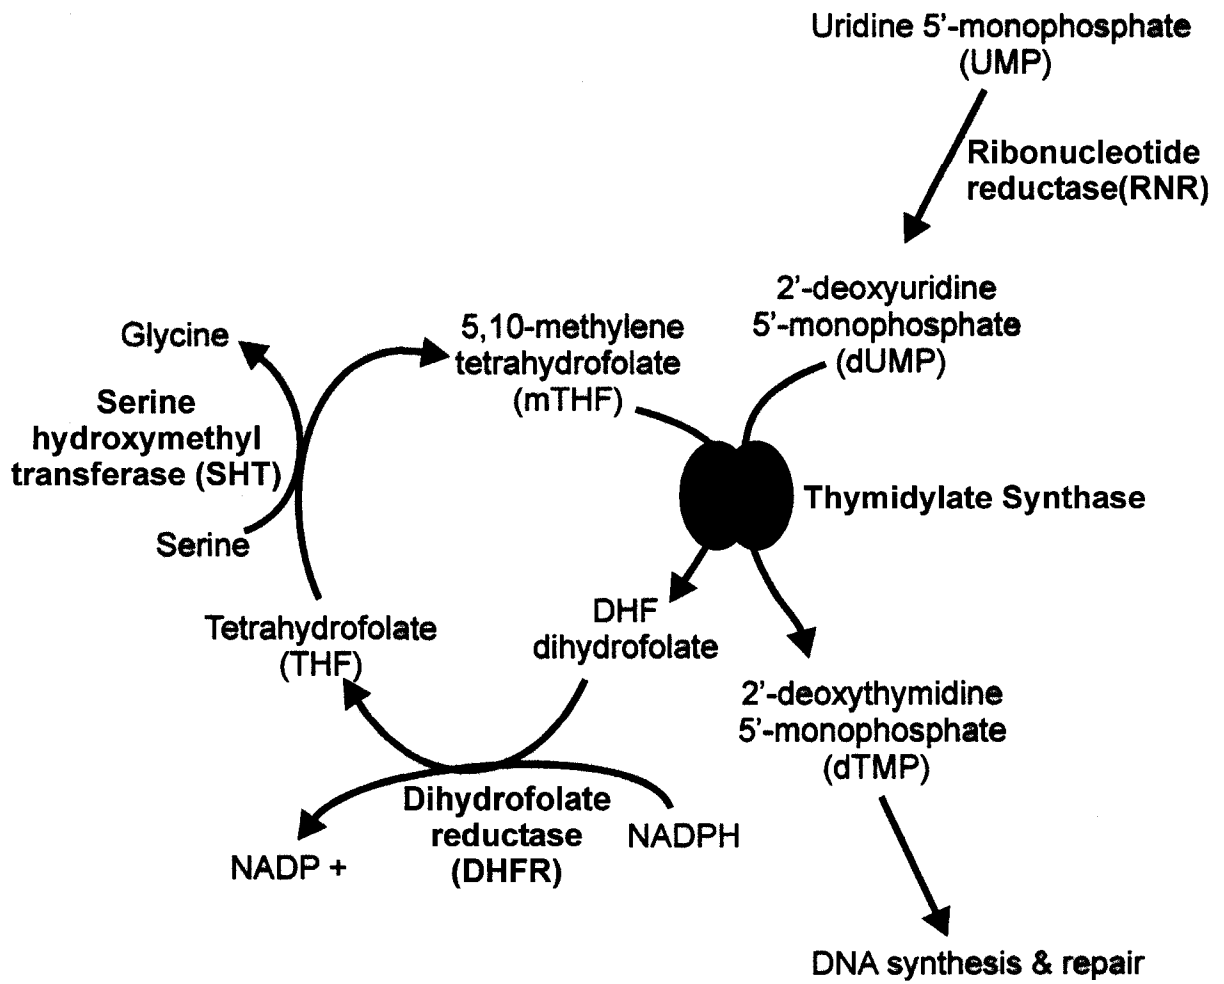 Uridine 5'-monophosphate
(UMP)
Ribonucleotide
reductase(RNR)
2'-deoxyuridine
5'-monophosphate
(dUMP)
Glycine
5,10-methylene
tetrahydrofolate
(mTHF)
Serine
hydroxymethyl
transferase (SHT)
Serine
Thymidylate Synthase
DHF
dihydrofolate
Tetrahydrofolate
(THF)
2'-deoxythymidine
5'-monophosphate
(dTMP)
Dihydrofolate
reductase
(DHFR)
NADPH
NADP +
DNA synthesis & repair